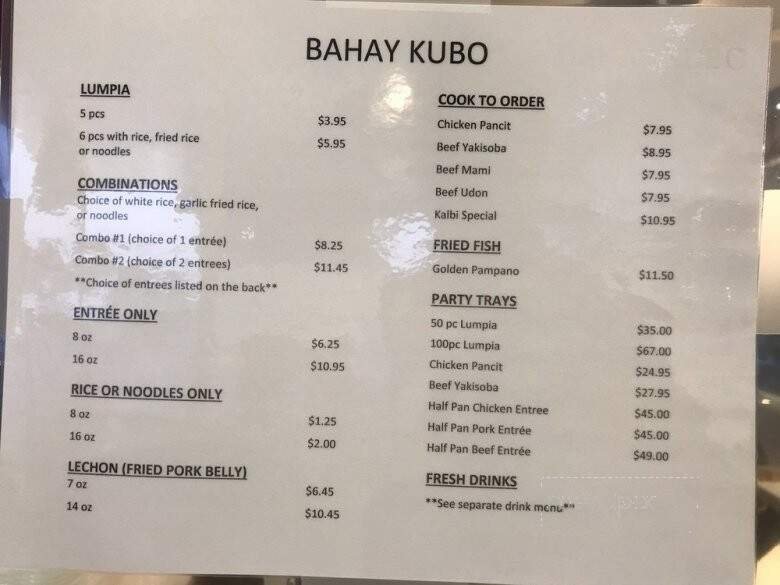 BAHAY KUBO
LUMPIA
5 pcs $3.95
6 pcs with rice, fried rice $5.95
or noodles
COMBINATIONS
Choice of white rice, garlic fried rice,
or noodles
Combo #1 (choice of 1 entrée) $8.25
Combo #2 (choice of 2 entrees) $11.45
**Choice of entrees listed on the back**
ENTRÉE ONLY
8 oz $6.25
16 oz $10.95
RICE OR NOODLES ONLY
8 oz $1.25
16 oz $2.00
LECHON (FRIED PORK BELLY)
7 oz $6.45
14 oz $10.45
COOK TO ORDER
Chicken Pancit $7.95
Beef Yakisoba $8.95
Beef Mami $7.95
Beef Udon $7.95
Kalbi Special $10.95
FRIED FISH
Golden Pampano $11.50
PARTY TRAYS
50 pc Lumpia $35.00
100pc Lumpia $67.00
Chicken Pancit $24.95
Beef Yakisoba $27.95
Half Pan Chicken Entree $45.00
Half Pan Pork Entrée $45.00
Half Pan Beef Entrée $49.00
FRESH DRINKS
**See separate drink menu**